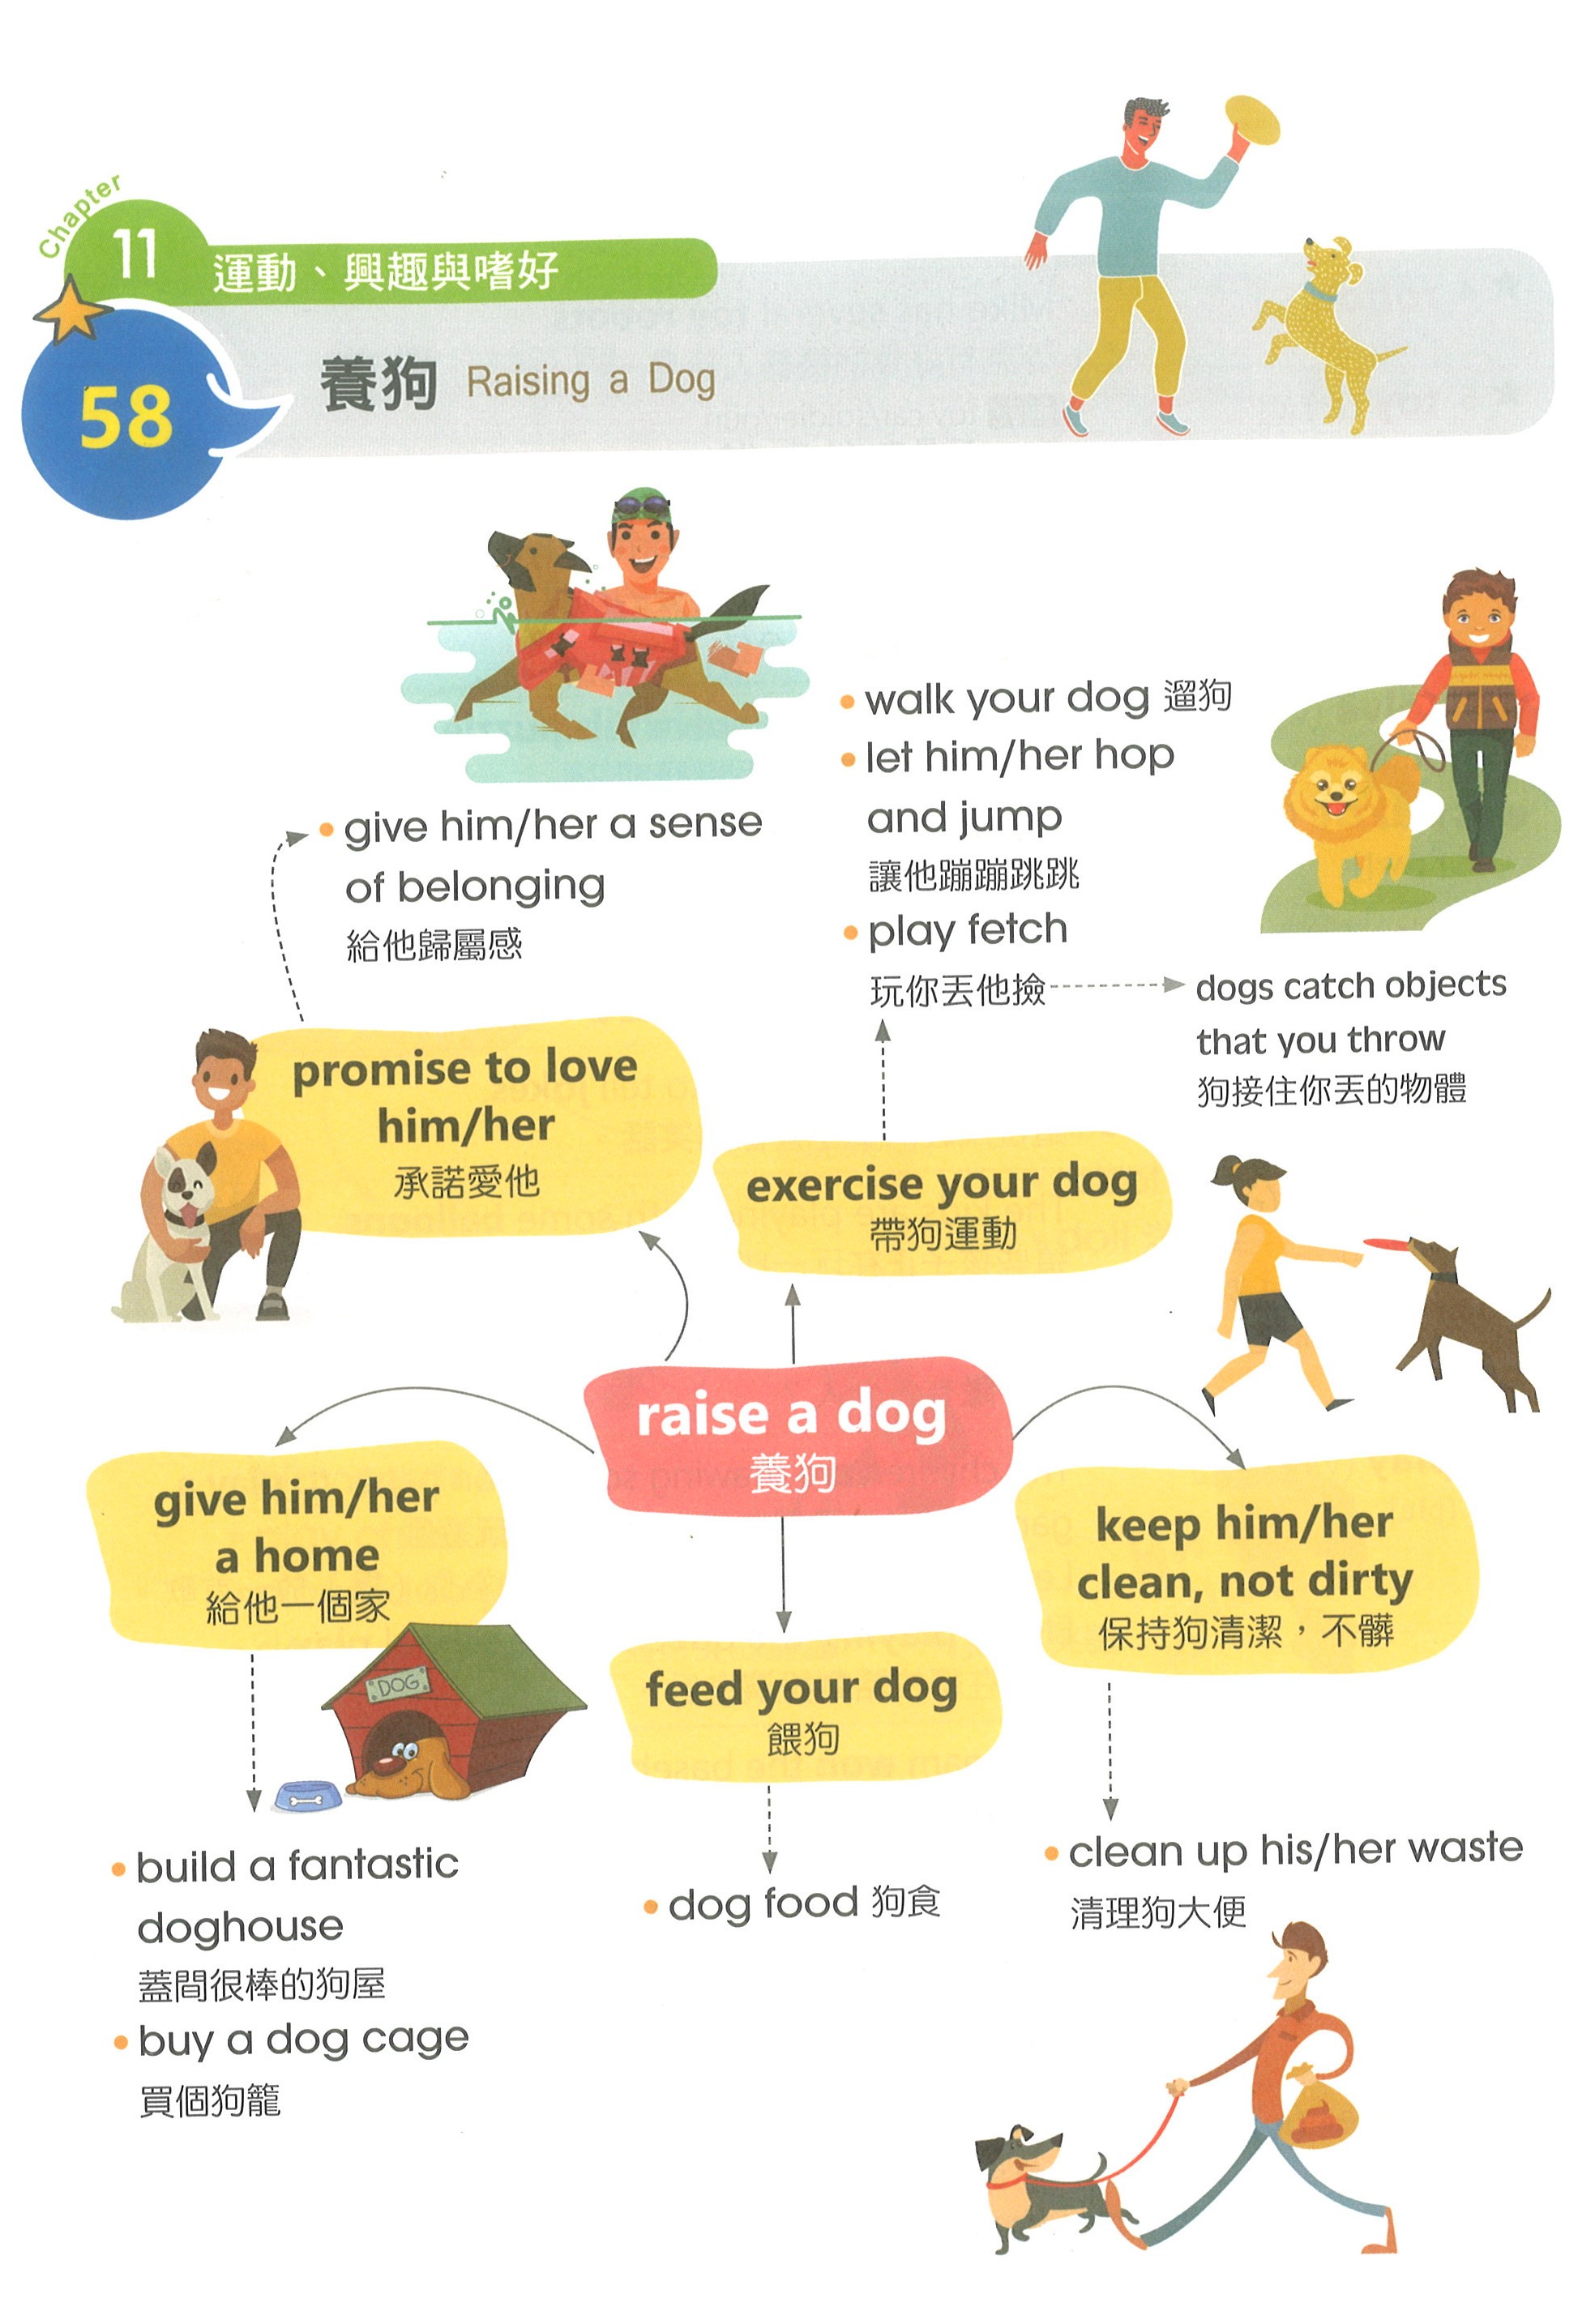 Chapter
11
運動、興趣與嗜好
58
養狗 Raising a Dog
give him/her a sense
of belonging
給他歸屬感
walk your dog 遛狗
let him/her hop
and jump
讓他蹦蹦跳跳
play fetch
玩你丟他撿
dogs catch objects
that you throw
狗接住你丟的物體
promise to love
him/her
承諾愛他
exercise your dog
帶狗運動
raise a dog
養狗
give him/her
a home
給他一個家
DOG
feed your dog
餵狗
keep him/her
clean, not dirty
保持狗清潔，不髒
build a fantastic
doghouse
蓋間很棒的狗屋
buy a dog cage
買個狗籠
dog food 狗食
clean up his/her waste
清理狗大便